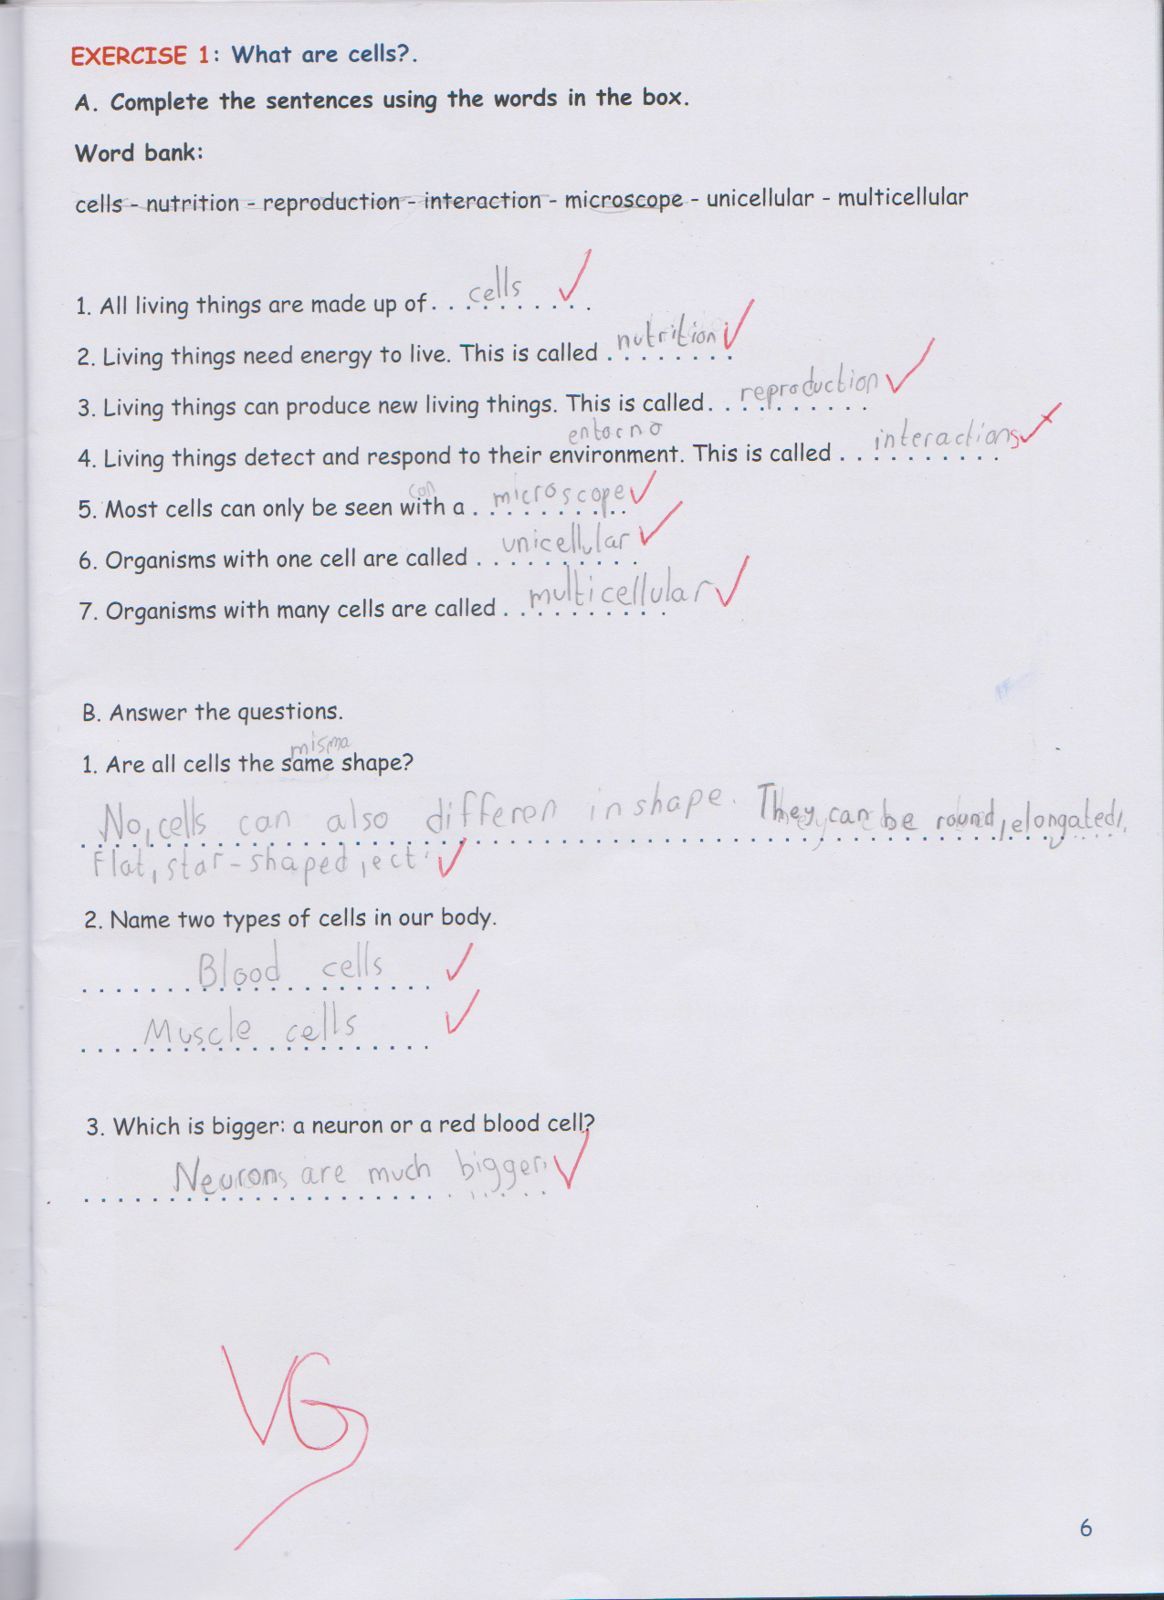 EXERCISE 1: What are cells?.
A. Complete the sentences using the words in the box.
Word bank:
cells - nutrition - reproduction - interaction - microscope - unicellular - multicellular
1. All living things are made up of.......... cells
2. Living things need energy to live. This is called ........ nutrition
3. Living things can produce new living things. This is called.......... reproduction
entorno
4. Living things detect and respond to their environment. This is called .......... interactions
con
5. Most cells can only be seen with a .......... microscope
6. Organisms with one cell are called .......... unicellular
7. Organisms with many cells are called .......... multicellular
B. Answer the questions.
misma
1. Are all cells the same shape?
No, cells can also differen in shape. They can be round, elongated,
Flat, star-shaped, ect.
2. Name two types of cells in our body.
Blood cells
Muscle cells
3. Which is bigger: a neuron or a red blood cell?
Neurons are much bigger.
VG
6